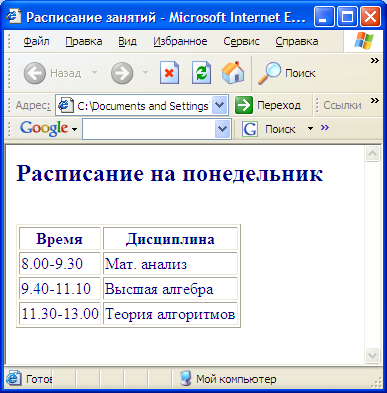 Расписание занятий - Microsoft Internet E...
Файл Правка Вид Избранное Сервис Справка
Назад Поиск
Адрес: C:\Documents and Settings Переход Ссылки
Google Поиск
Расписание на понедельник
Время Дисциплина
8.00-9.30 Мат. анализ
9.40-11.10 Высшая алгебра
11.30-13.00 Теория алгоритмов
Готов Мой компьютер